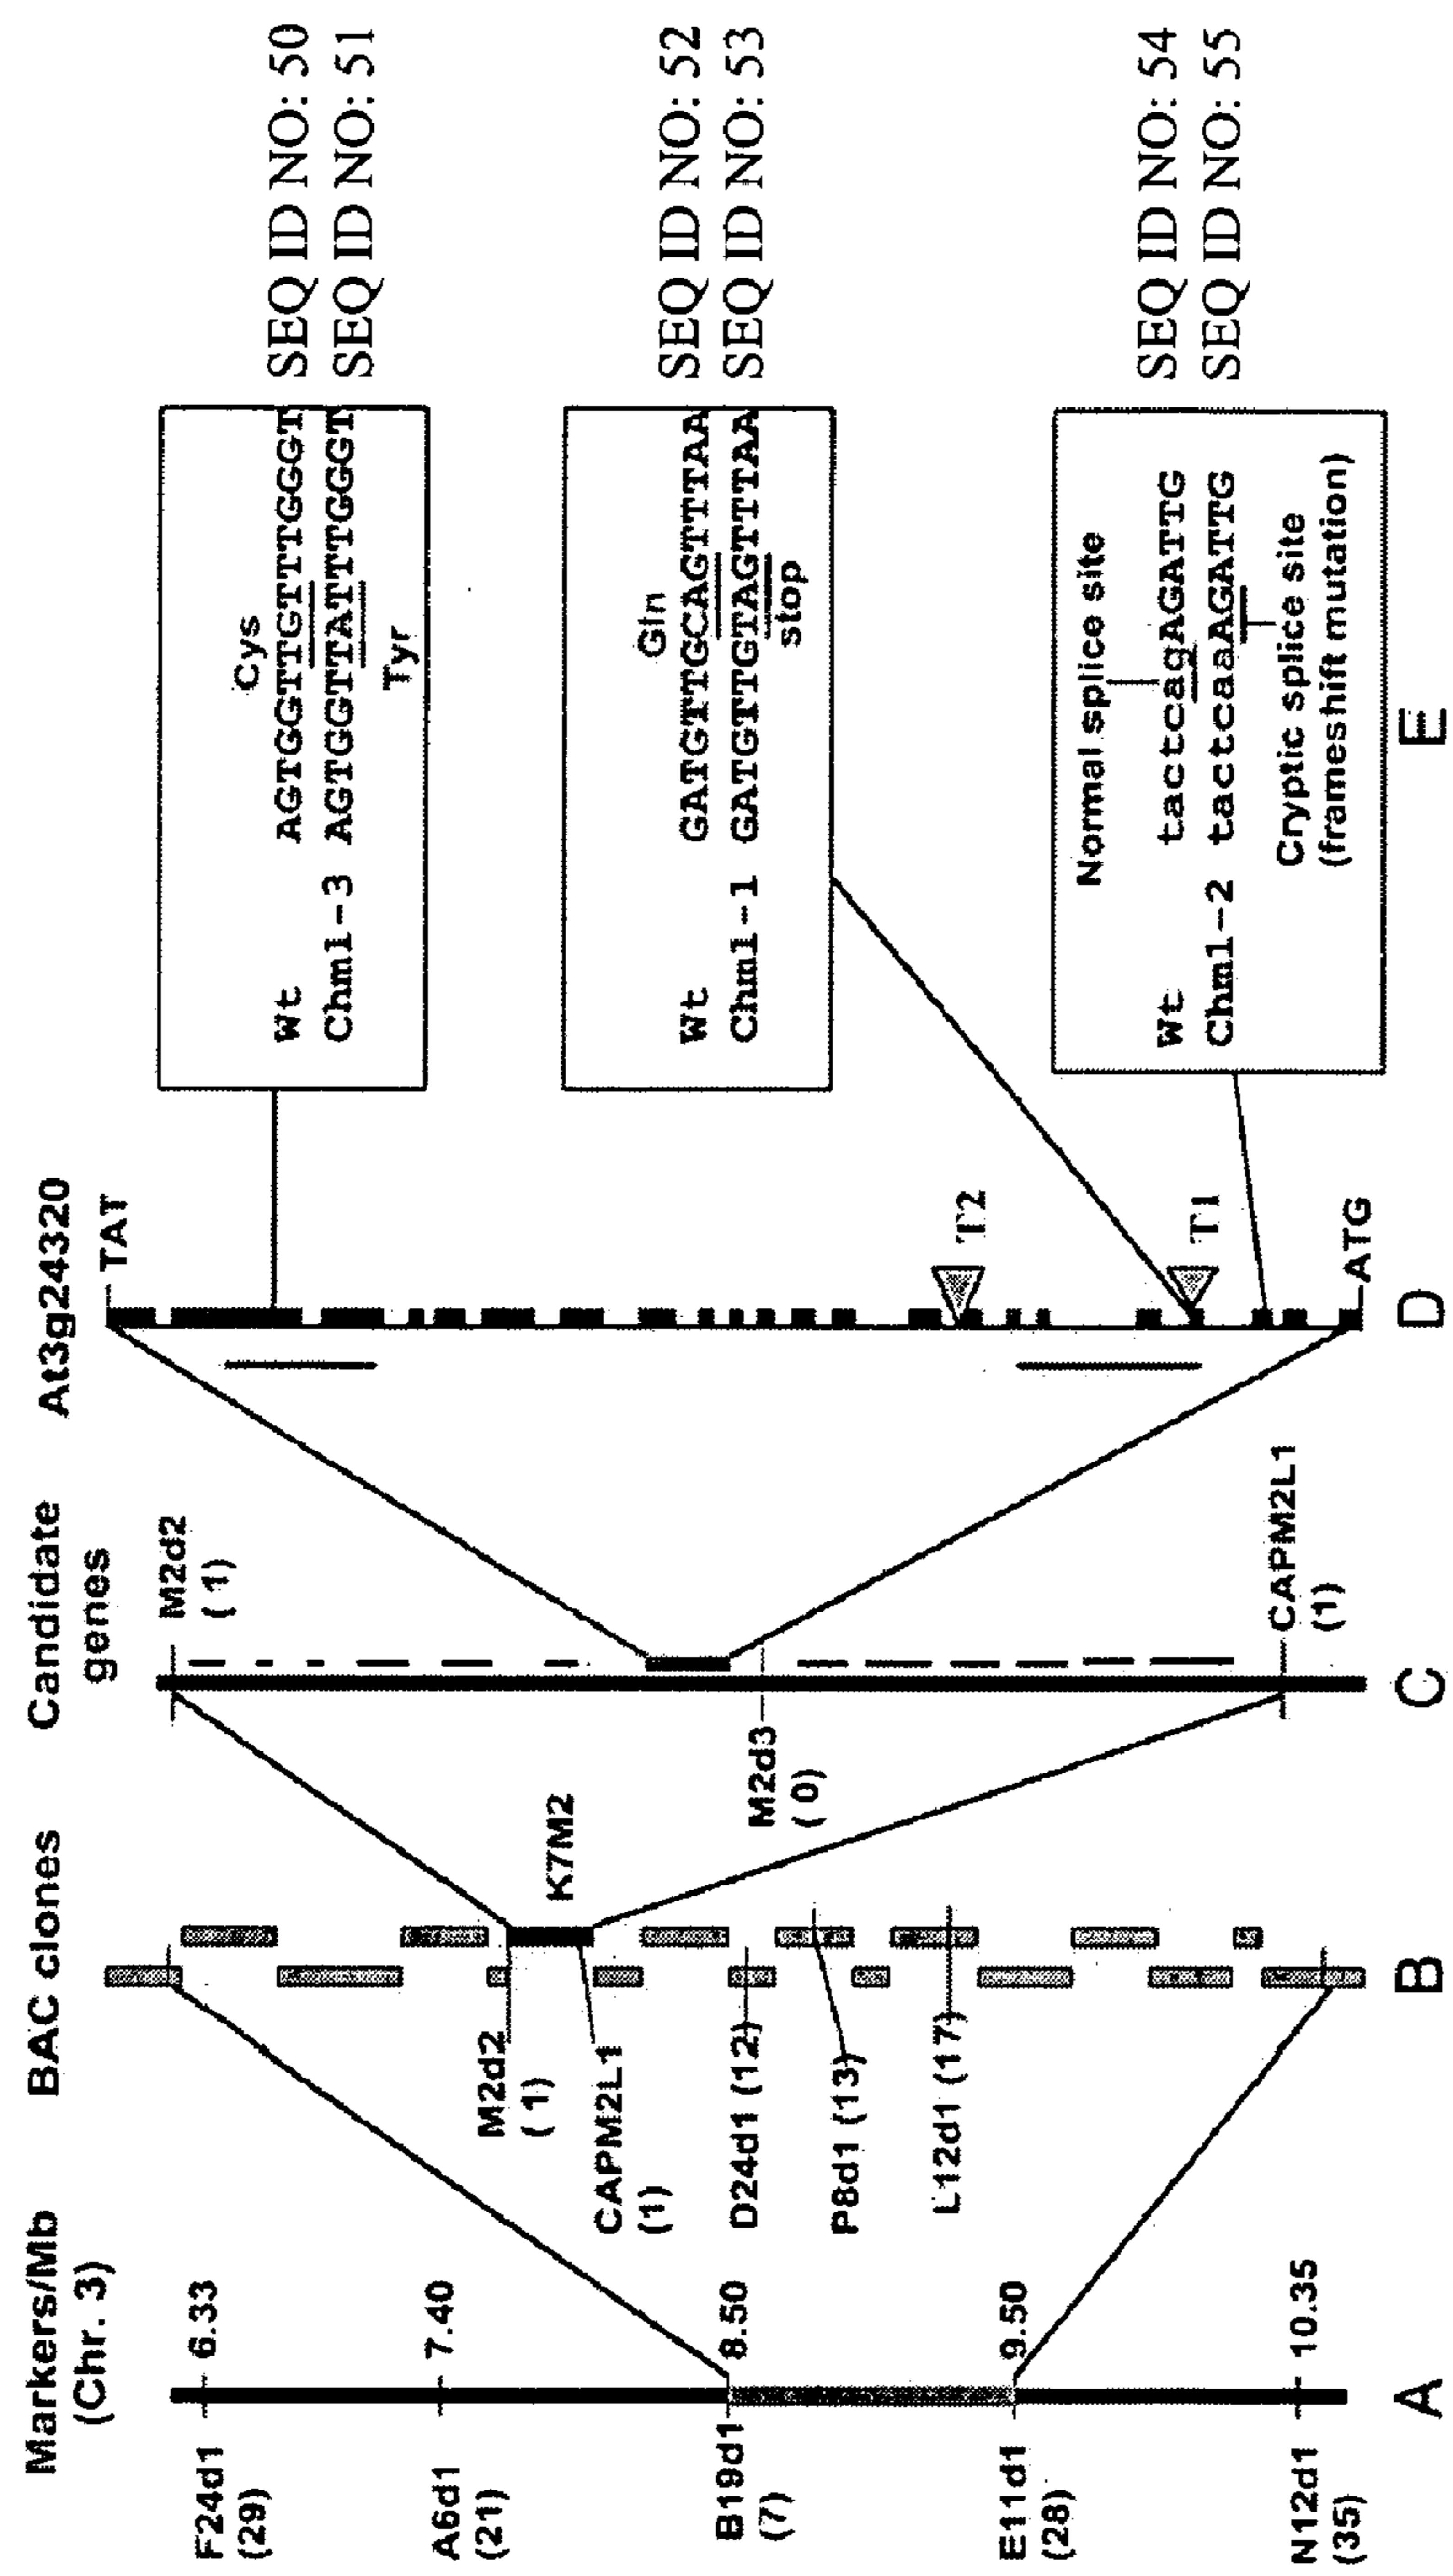 Markers/Mb
(Chr. 3)
F24d1
(29)
6.33
A6d1
(21)
7.40
B19d1
(7)
8.50
E11d1
(28)
9.50
N12d1
(35)
10.35
A
BAC clones
M2d2
(1)
K7M2
CAPM2L1
(1)
D24d1 (12)
P8d1 (13)
L12d1 (17)
B
Candidate
genes
M2d2
(1)
M2d3
(0)
CAPM2L1
(1)
C
At3g24320
TAT
T2
T1
ATG
D
Cys
Wt AGTGGTTGTTTGGGT SEQ ID NO: 50
Chm1-3 AGTGGTTATTTGGGT SEQ ID NO: 51
Tyr
Gln
Wt GATGTTGCAGTTTAA SEQ ID NO: 52
Chm1-1 GATGTTGTAGTTTAA SEQ ID NO: 53
stop
Normal splice site
Wt tactcagAGATTG SEQ ID NO: 54
Chm1-2 tactcaaAGATTG SEQ ID NO: 55
Cryptic splice site
(frameshift mutation)
E